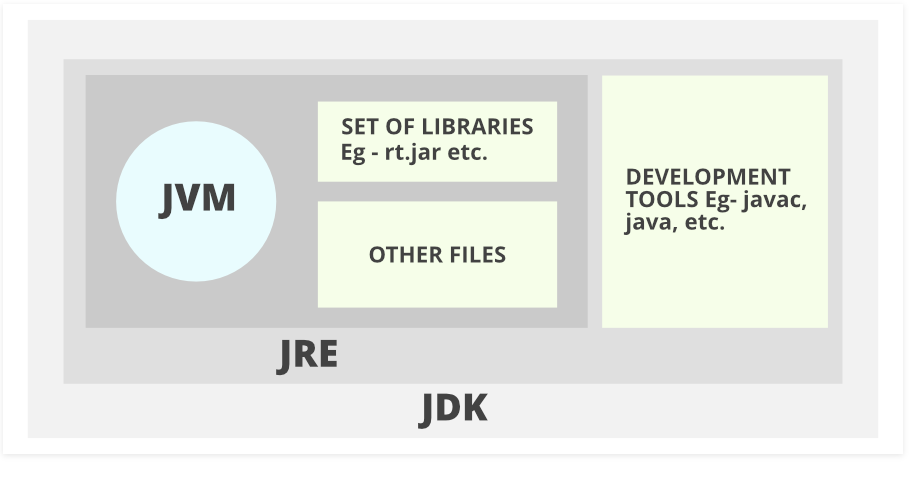 JVM
SET OF LIBRARIES
Eg - rt.jar etc.
OTHER FILES
DEVELOPMENT
TOOLS Eg- javac,
java, etc.
JRE
JDK